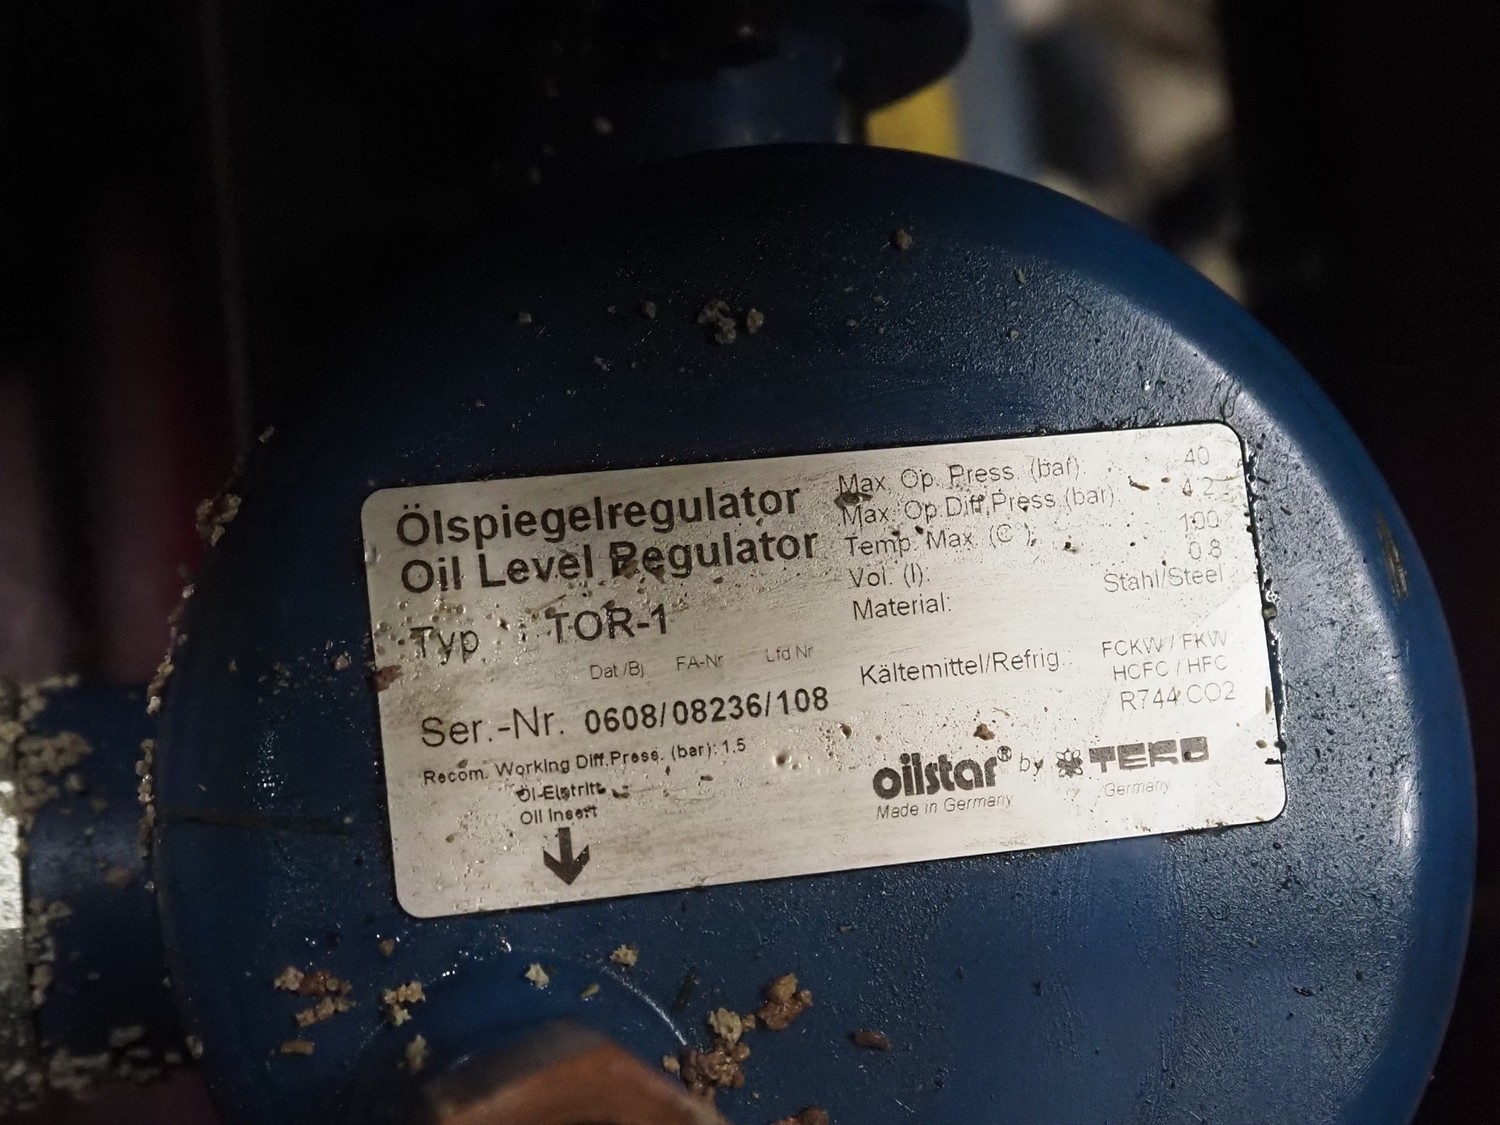 Ölspiegelregulator
Oil Level Regulator
Typ : TOR-1
Dat./Bj FA-Nr Lfd Nr
Ser.-Nr. 0608/08236/108
Recom. Working Diff.Press. (bar): 1.5
Öl-Eistritt
Oil Insert
Max. Op. Press. (bar): 40
Max. Op.Diff.Press.(bar): 4.2
Temp. Max. (C°): 100
Vol. (l): 0.8
Material: Stahl/Steel
Kältemittel/Refrig.: FCKW / FKW
HCFC / HFC
R744 CO2
oilstar® by TEKO
Made in Germany Germany